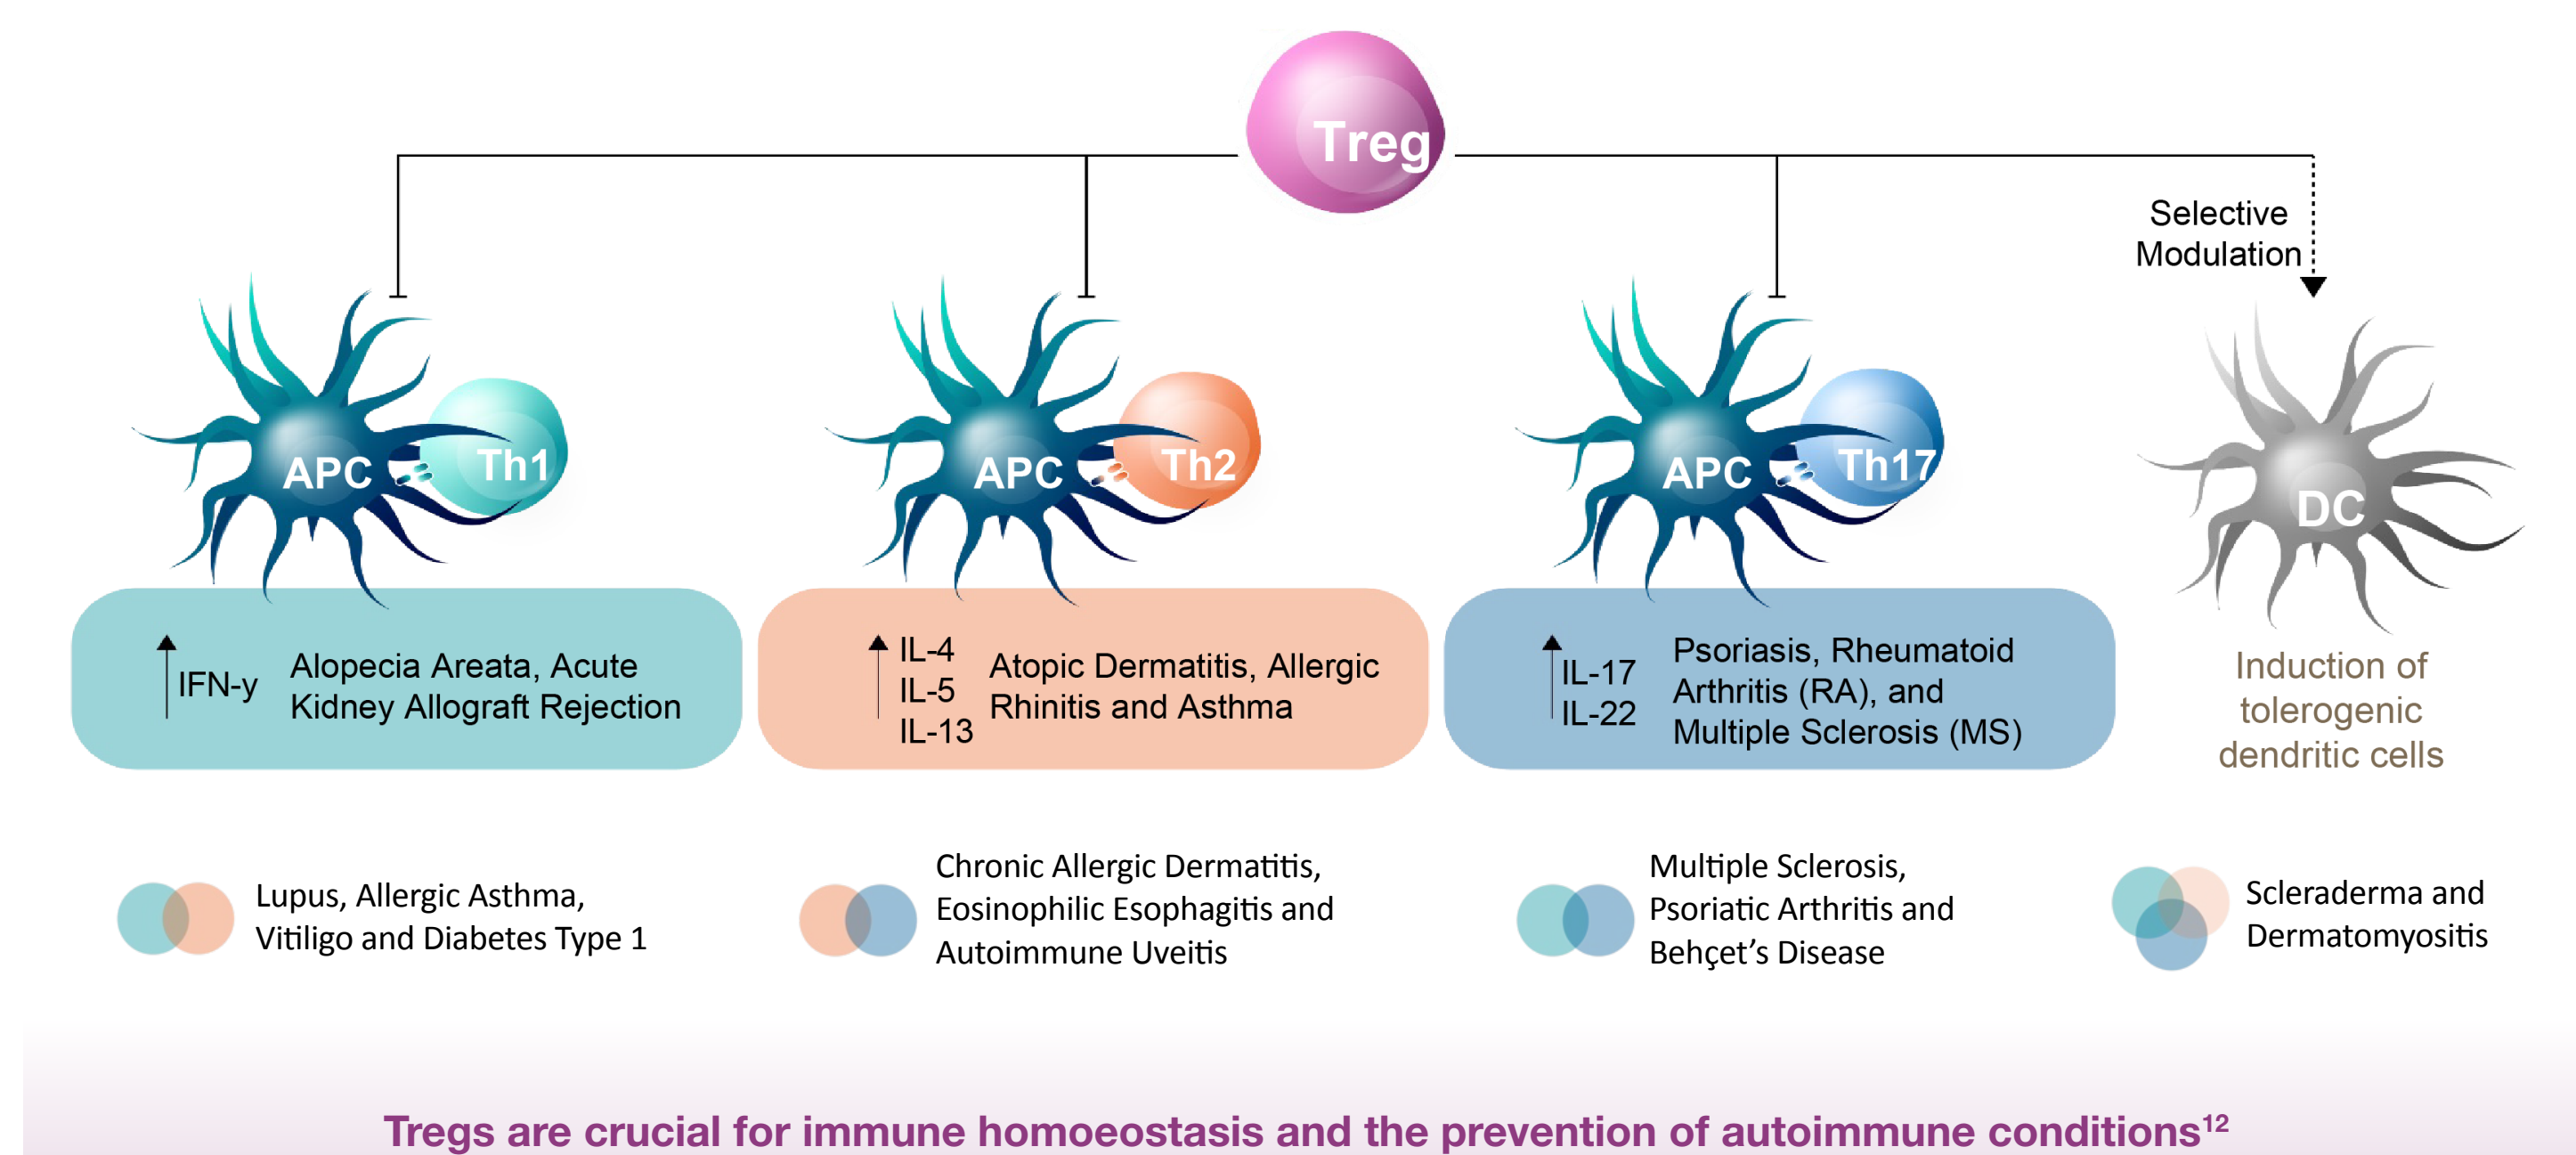 Treg
Selective
Modulation
APC
Th1
APC
Th2
APC
Th17
DC
IFN-y
Alopecia Areata, Acute
Kidney Allograft Rejection
IL-4
IL-5
IL-13
Atopic Dermatitis, Allergic
Rhinitis and Asthma
IL-17
IL-22
Psoriasis, Rheumatoid
Arthritis (RA), and
Multiple Sclerosis (MS)
Induction of
tolerogenic
dendritic cells
Lupus, Allergic Asthma,
Vitiligo and Diabetes Type 1
Chronic Allergic Dermatitis,
Eosinophilic Esophagitis and
Autoimmune Uveitis
Multiple Sclerosis,
Psoriatic Arthritis and
Behçet’s Disease
Scleraderma and
Dermatomyositis
Tregs are crucial for immune homoeostasis and the prevention of autoimmune conditions¹²